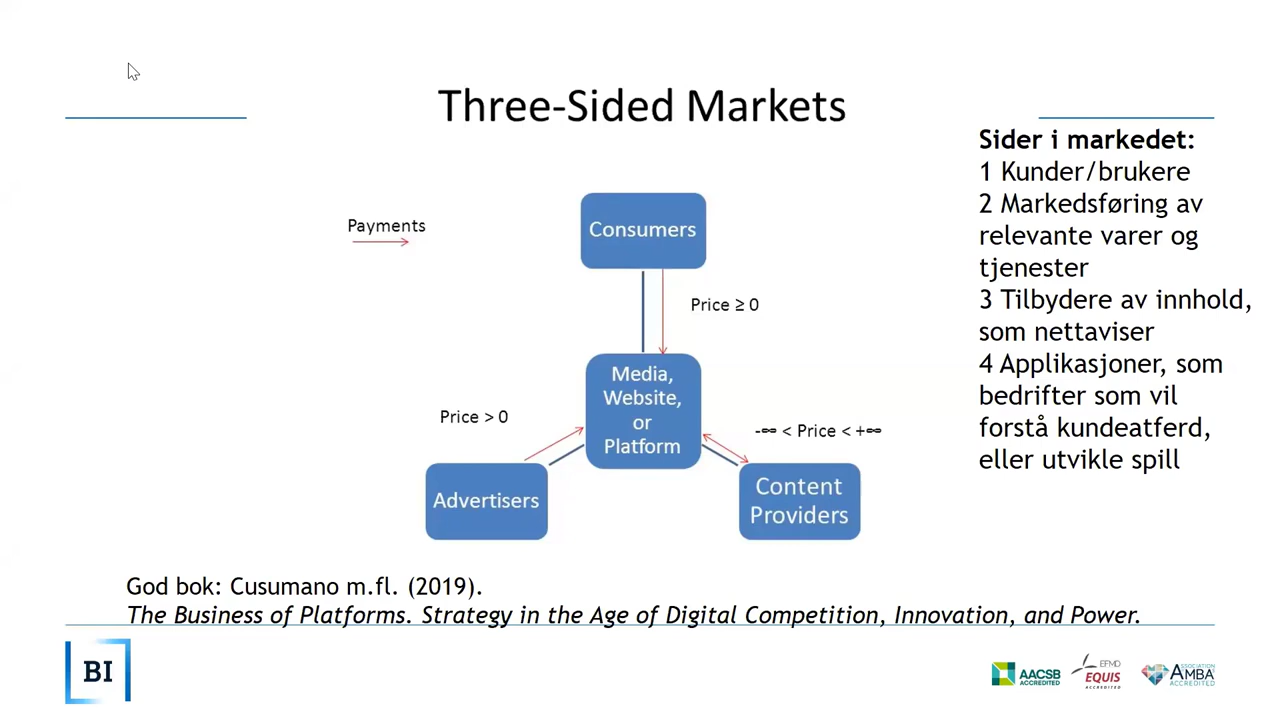 Three-Sided Markets
Sider i markedet:
1 Kunder/brukere
2 Markedsføring av
relevante varer og
tjenester
3 Tilbydere av innhold,
som nettaviser
4 Applikasjoner, som
bedrifter som vil
forstå kundeatferd,
eller utvikle spill
Payments
Consumers
Price ≥ 0
Media,
Website,
or
Platform
Price > 0
-∞ < Price < +∞
Advertisers
Content
Providers
God bok: Cusumano m.fl. (2019).
The Business of Platforms. Strategy in the Age of Digital Competition, Innovation, and Power.
BI
AACSB
ACCREDITED
EFMD
EQUIS
ACCREDITED
ASSOCIATION
AMBA
ACCREDITED